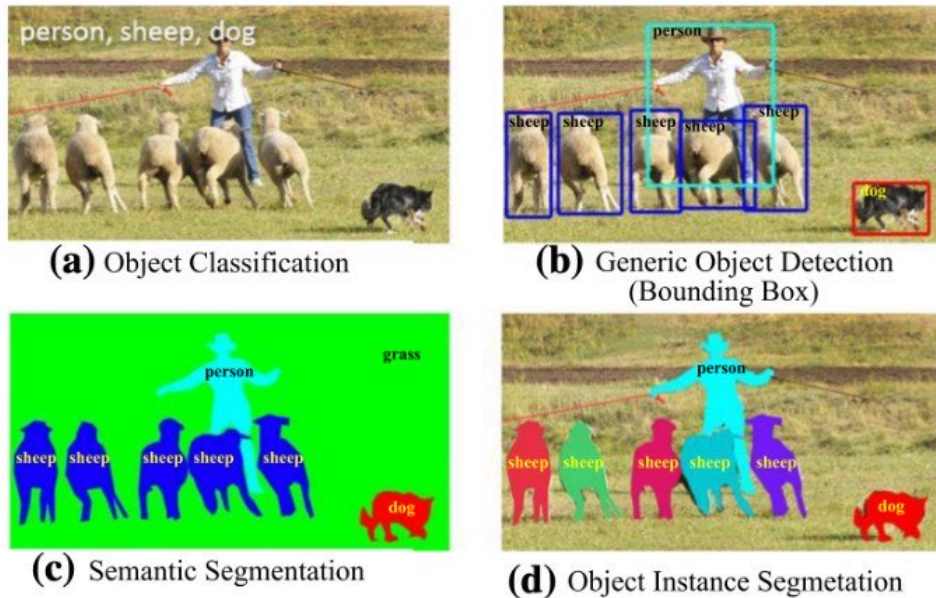 person, sheep, dog
(a) Object Classification
person
sheep
sheep
sheep
sheep
sheep
dog
(b) Generic Object Detection
(Bounding Box)
grass
person
sheep
sheep
sheep
sheep
sheep
dog
(c) Semantic Segmentation
person
sheep
sheep
sheep
sheep
sheep
dog
(d) Object Instance Segmetation